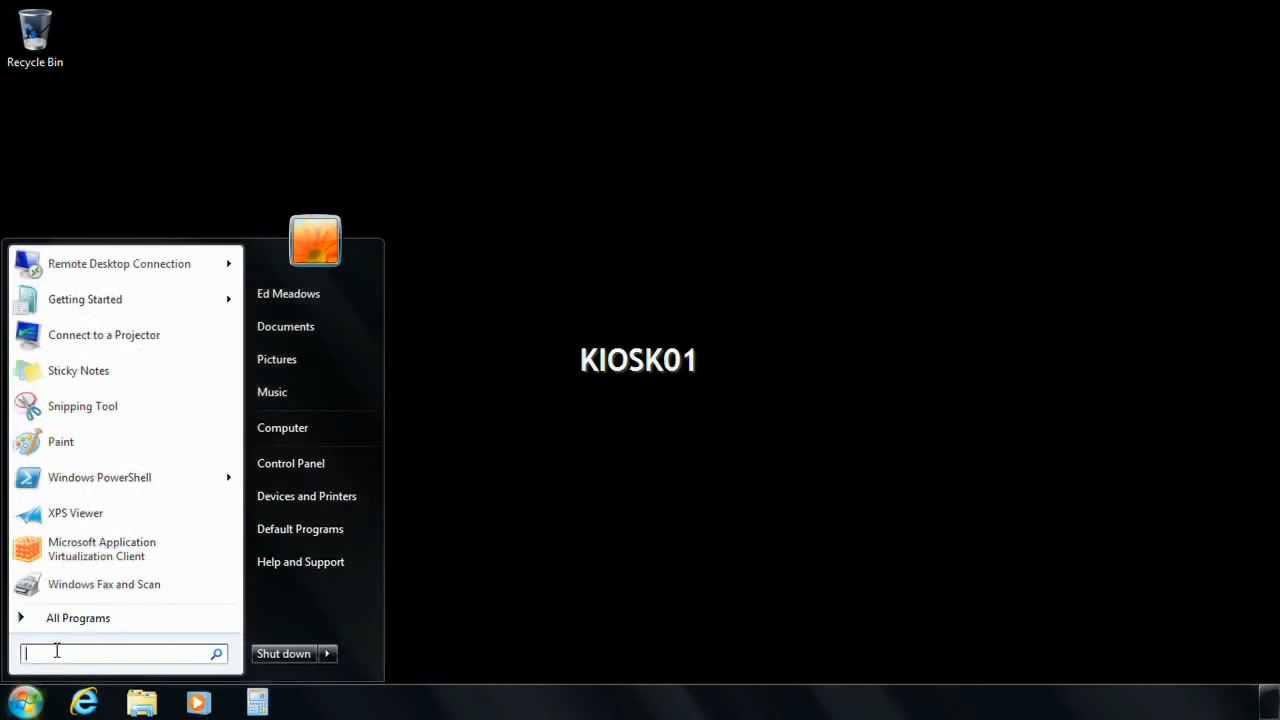 Recycle Bin
KIOSK01
Remote Desktop Connection
Getting Started
Connect to a Projector
Sticky Notes
Snipping Tool
Paint
Windows PowerShell
XPS Viewer
Microsoft Application
Virtualization Client
Windows Fax and Scan
All Programs
Ed Meadows
Documents
Pictures
Music
Computer
Control Panel
Devices and Printers
Default Programs
Help and Support
Shut down